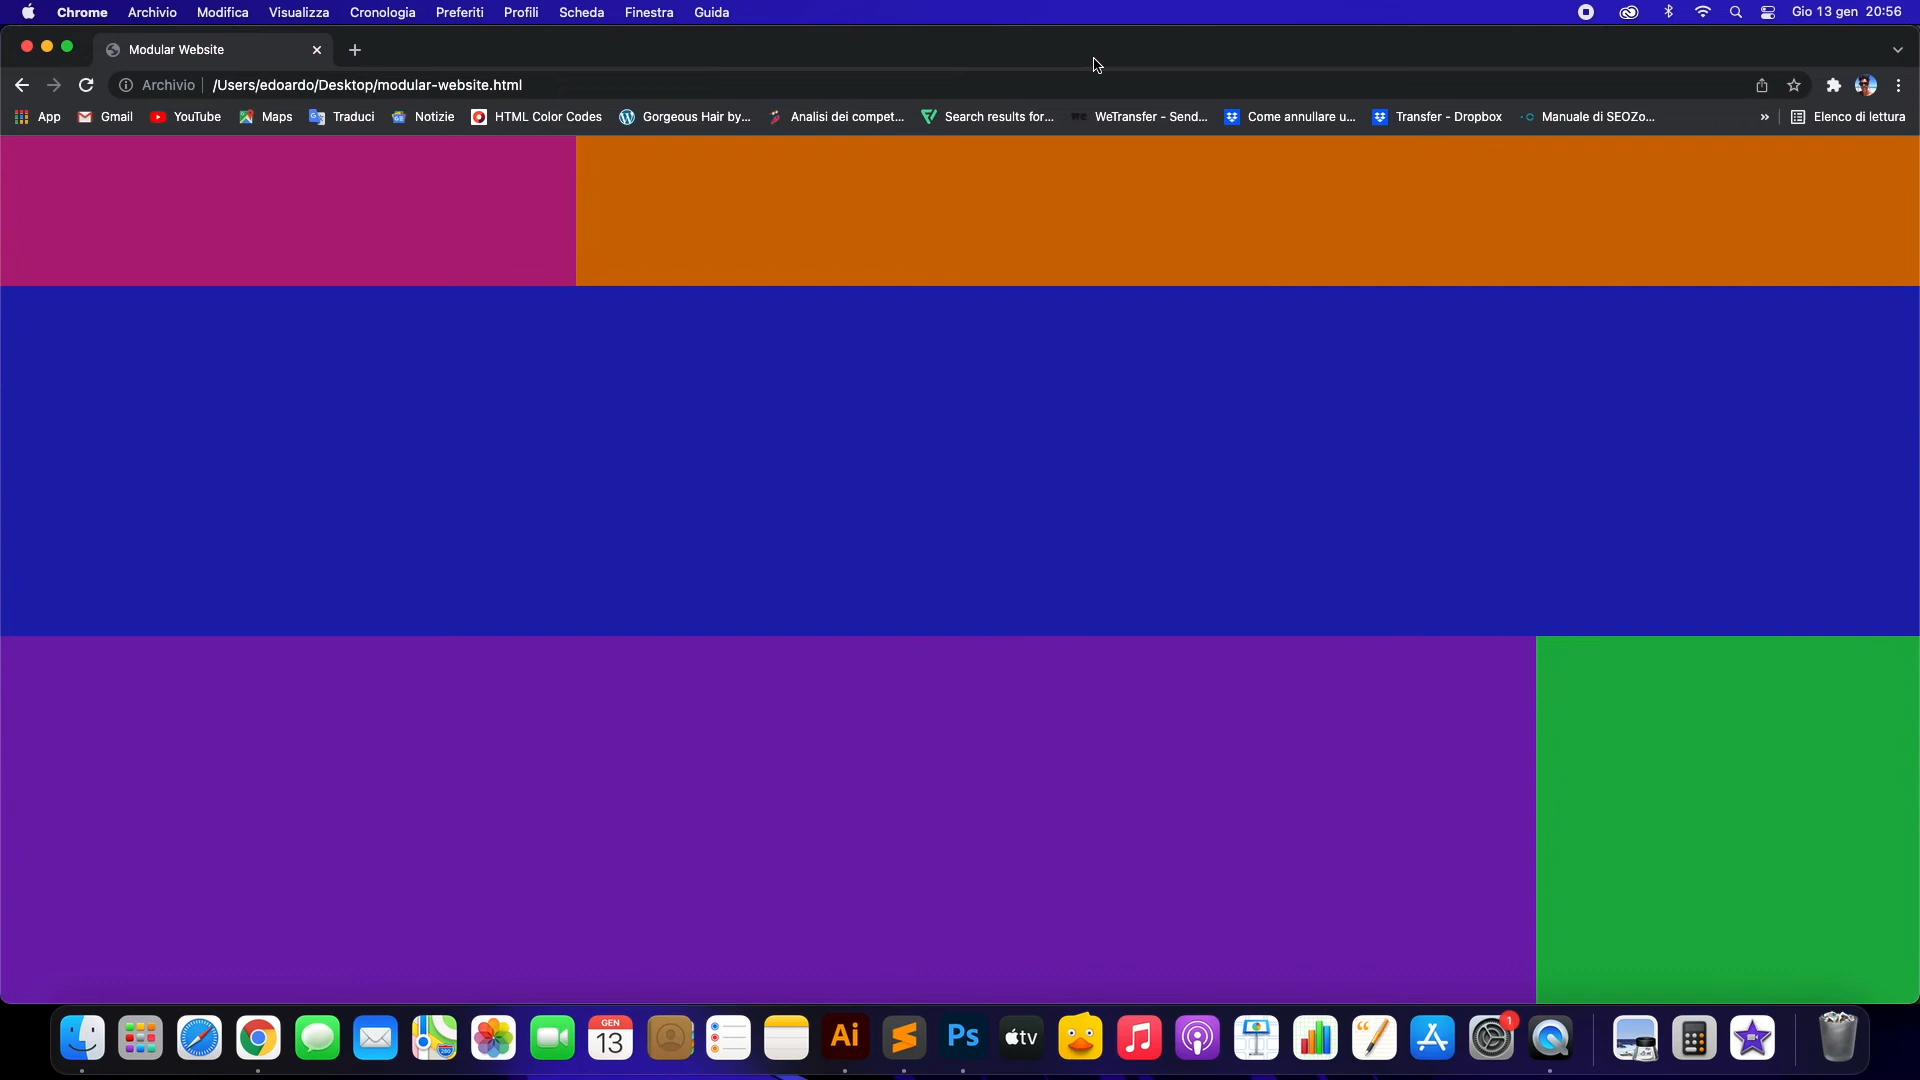 Chrome Archivio Modifica Visualizza Cronologia Preferiti Profili Scheda Finestra Guida Gio 13 gen 20:56
Modular Website
Archivio /Users/edoardo/Desktop/modular-website.html
App Gmail YouTube Maps Traduci Notizie HTML Color Codes Gorgeous Hair by... Analisi dei compet... Search results for... WeTransfer - Send... Come annullare u... Transfer - Dropbox Manuale di SEOZo... » Elenco di lettura
GEN
13
Ai
Ps
tv
1